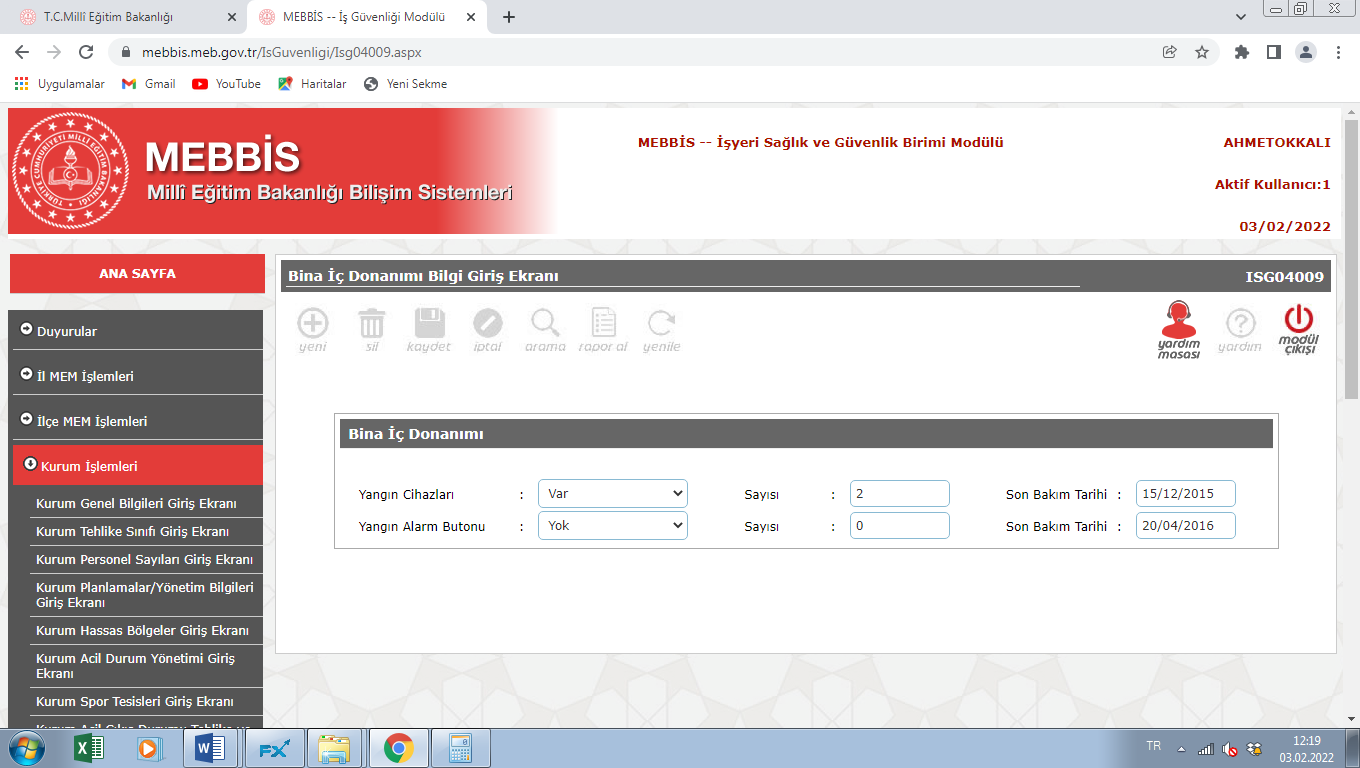 T.C.Millî Eğitim Bakanlığı
MEBBİS -- İş Güvenliği Modülü
mebbis.meb.gov.tr/IsGuvenligi/Isg04009.aspx
Uygulamalar
Gmail
YouTube
Haritalar
Yeni Sekme
MEBBİS
Millî Eğitim Bakanlığı Bilişim Sistemleri
MEBBİS -- İşyeri Sağlık ve Güvenlik Birimi Modülü
AHMETOKKALI
Aktif Kullanıcı:1
03/02/2022
ANA SAYFA
Duyurular
İl MEM İşlemleri
İlçe MEM İşlemleri
Kurum İşlemleri
Kurum Genel Bilgileri Giriş Ekranı
Kurum Tehlike Sınıfı Giriş Ekranı
Kurum Personel Sayıları Giriş Ekranı
Kurum Planlamalar/Yönetim Bilgileri
Giriş Ekranı
Kurum Hassas Bölgeler Giriş Ekranı
Kurum Acil Durum Yönetimi Giriş
Ekranı
Kurum Spor Tesisleri Giriş Ekranı
Bina İç Donanımı Bilgi Giriş Ekranı
ISG04009
yeni
sil
kaydet
iptal
arama
rapor al
yenile
yardım
masası
yardım
modül
çıkışı
Bina İç Donanımı
Yangın Cihazları : Var Sayısı : 2 Son Bakım Tarihi : 15/12/2015
Yangın Alarm Butonu : Yok Sayısı : 0 Son Bakım Tarihi : 20/04/2016
TR
12:19
03.02.2022